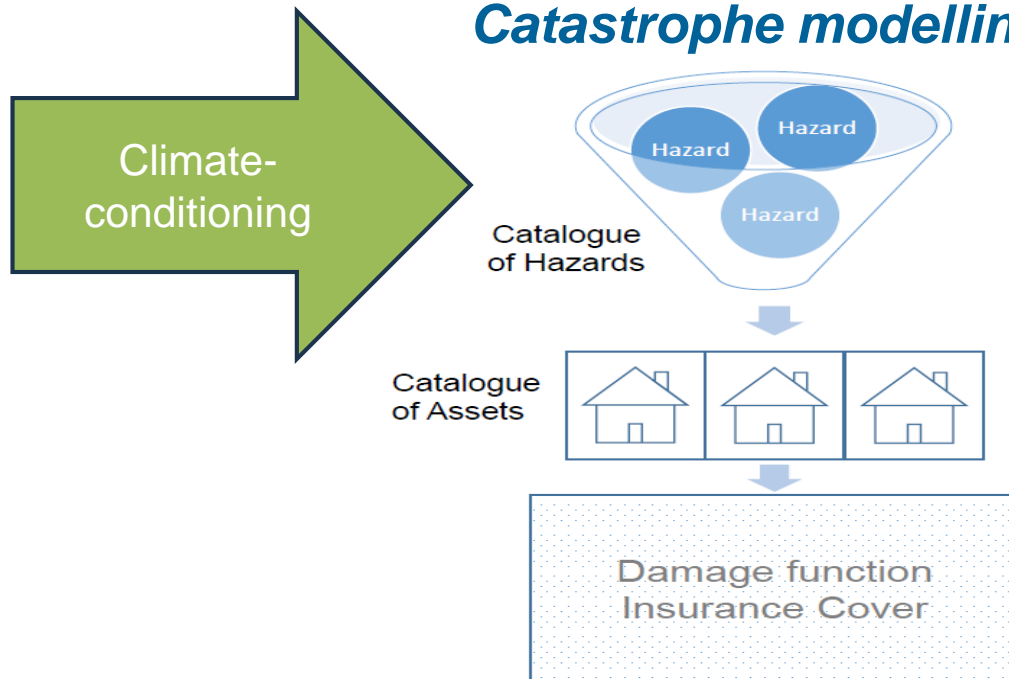 Catastrophe modellin
Climate-
conditioning
Hazard
Hazard
Hazard
Catalogue
of Hazards
Catalogue
of Assets
Damage function
Insurance Cover